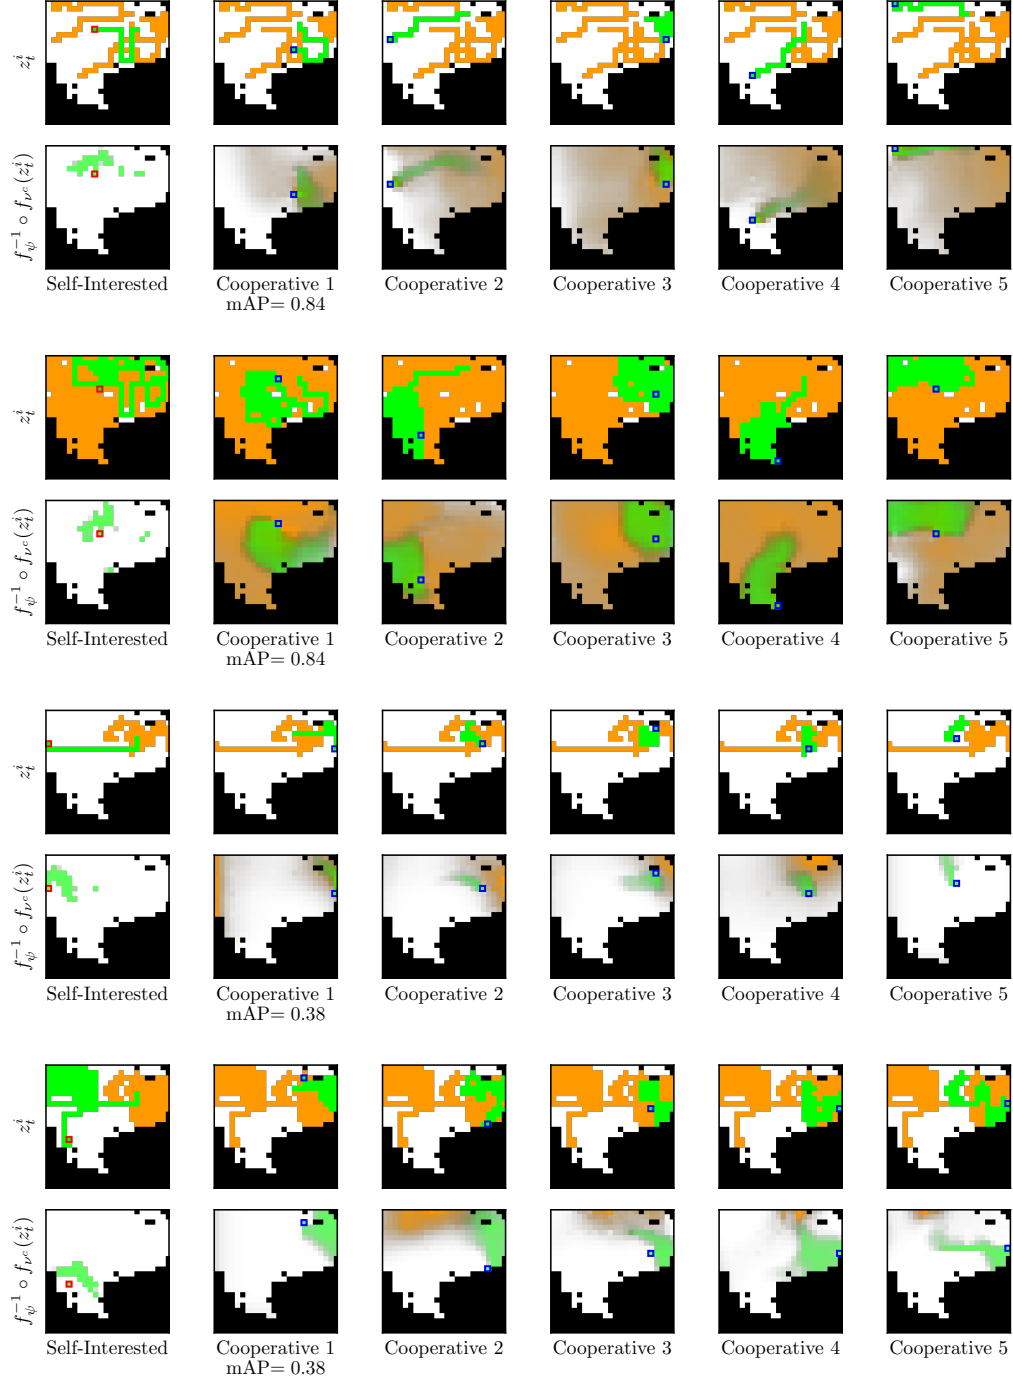 z_t^i
f_ψ^{-1} ∘ f_{ν^c}(z_t^i)
Self-Interested Cooperative 1 Cooperative 2 Cooperative 3 Cooperative 4 Cooperative 5
mAP= 0.84
z_t^i
f_ψ^{-1} ∘ f_{ν^c}(z_t^i)
Self-Interested Cooperative 1 Cooperative 2 Cooperative 3 Cooperative 4 Cooperative 5
mAP= 0.84
z_t^i
f_ψ^{-1} ∘ f_{ν^c}(z_t^i)
Self-Interested Cooperative 1 Cooperative 2 Cooperative 3 Cooperative 4 Cooperative 5
mAP= 0.38
z_t^i
f_ψ^{-1} ∘ f_{ν^c}(z_t^i)
Self-Interested Cooperative 1 Cooperative 2 Cooperative 3 Cooperative 4 Cooperative 5
mAP= 0.38